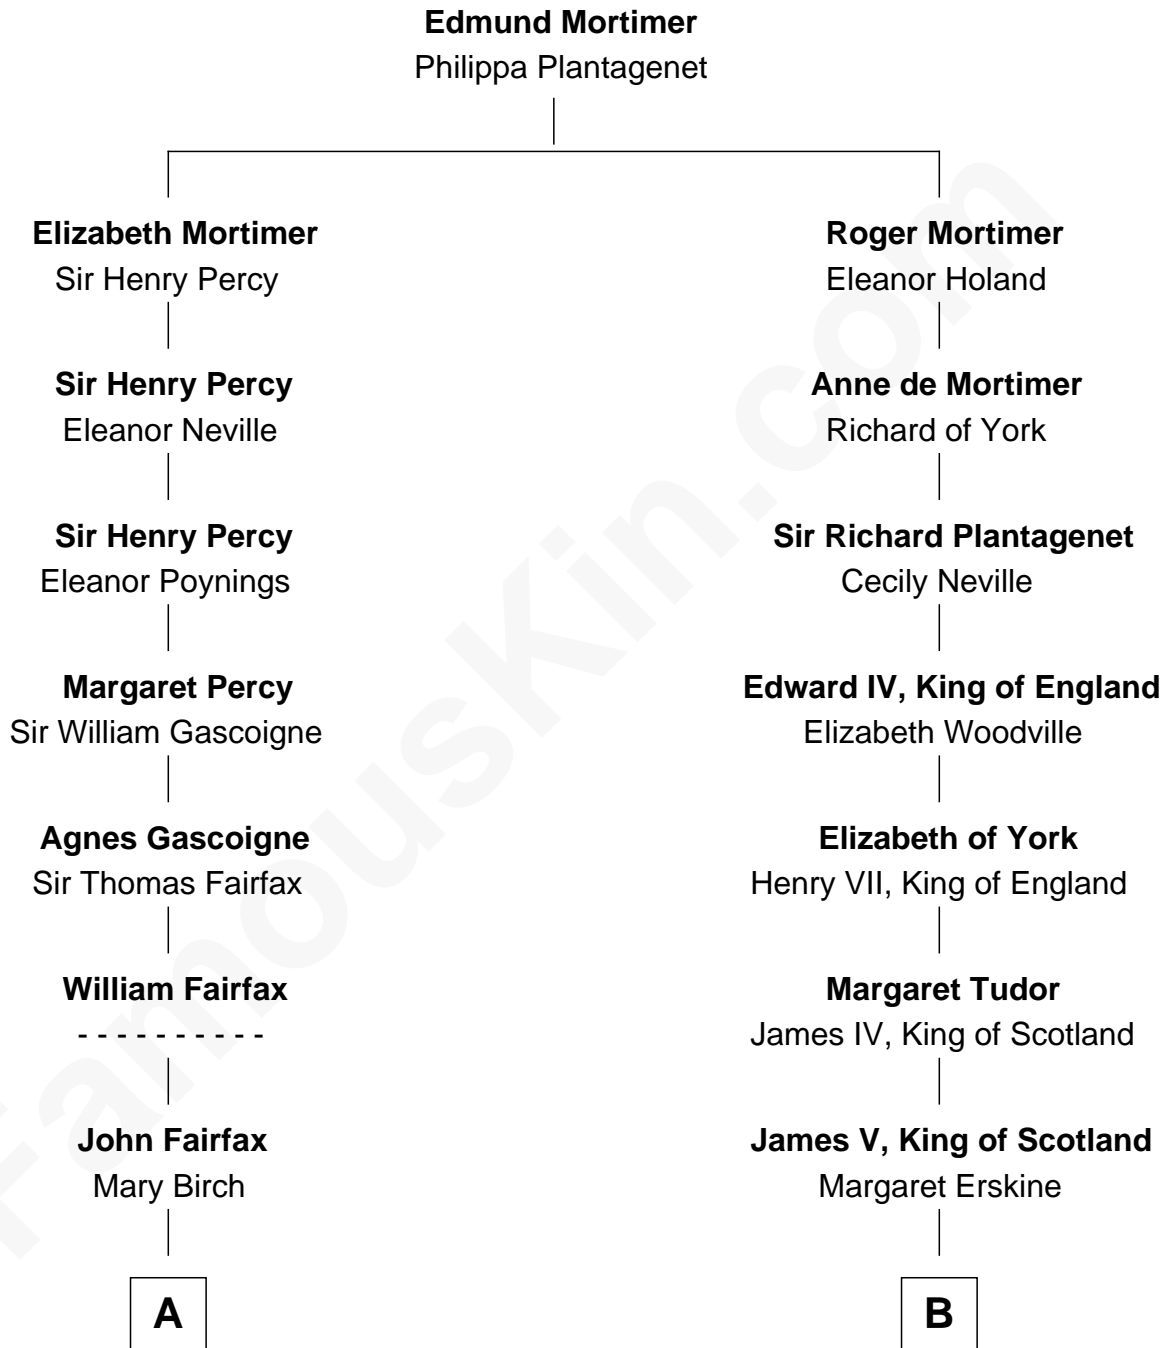 Edmund Mortimer
Philippa Plantagenet
Elizabeth Mortimer
Sir Henry Percy
Roger Mortimer
Eleanor Holand
Sir Henry Percy
Eleanor Neville
Anne de Mortimer
Richard of York
Sir Henry Percy
Eleanor Poynings
Sir Richard Plantagenet
Cecily Neville
Margaret Percy
Sir William Gascoigne
Edward IV, King of England
Elizabeth Woodville
Agnes Gascoigne
Sir Thomas Fairfax
Elizabeth of York
Henry VII, King of England
William Fairfax
- - - - - - - - - -
Margaret Tudor
James IV, King of Scotland
John Fairfax
Mary Birch
James V, King of Scotland
Margaret Erskine
A
B
FamousKin.com